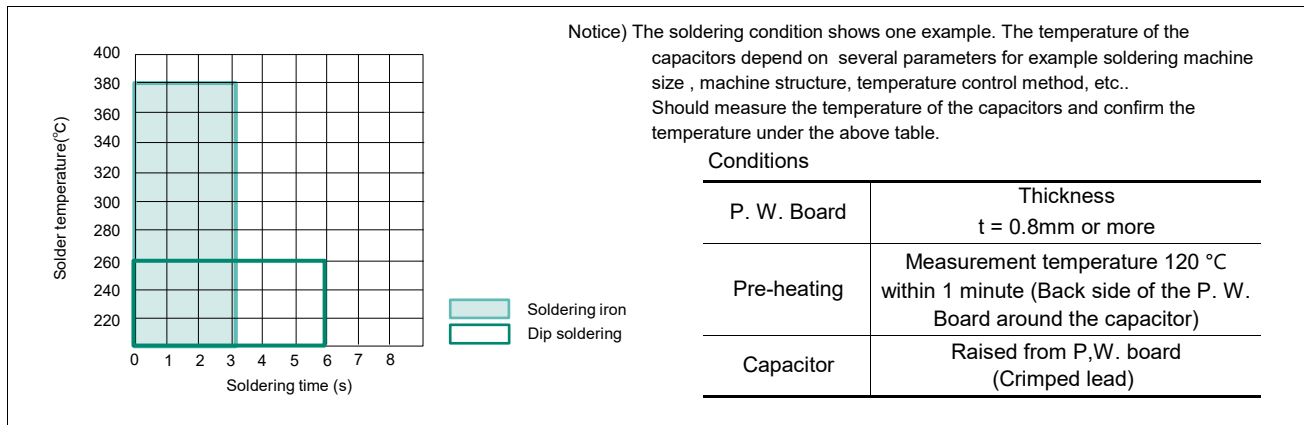 Notice) The soldering condition shows one example. The temperature of the
capacitors depend on several parameters for example soldering machine
size , machine structure, temperature control method, etc..
Should measure the temperature of the capacitors and confirm the
temperature under the above table.
400
380
360
340
320
300
280
260
240
220
Solder temperature(°C)
0 1 2 3 4 5 6 7 8
Soldering time (s)
Soldering iron
Dip soldering
Conditions
P. W. Board
Thickness
t = 0.8mm or more
Pre-heating
Measurement temperature 120 °C
within 1 minute (Back side of the P. W.
Board around the capacitor)
Capacitor
Raised from P,W. board
(Crimped lead)